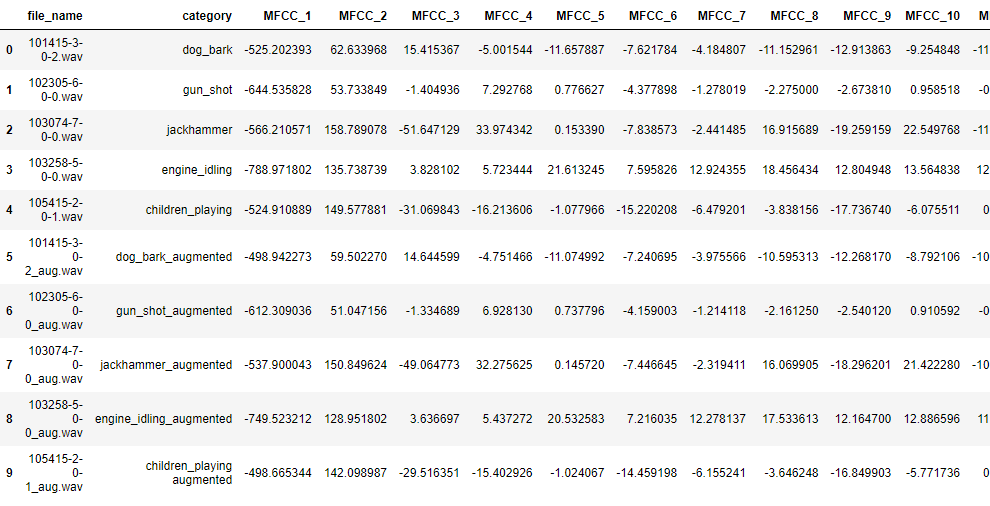 file_name category MFCC_1 MFCC_2 MFCC_3 MFCC_4 MFCC_5 MFCC_6 MFCC_7 MFCC_8 MFCC_9 MFCC_10
0 101415-3-0-2.wav dog_bark -525.202393 62.633968 15.415367 -5.001544 -11.657887 -7.621784 -4.184807 -11.152961 -12.913863 -9.254848 -11
1 102305-6-0-0.wav gun_shot -644.535828 53.733849 -1.404936 7.292768 0.776627 -4.377898 -1.278019 -2.275000 -2.673810 0.958518 -0
2 103074-7-0-0.wav jackhammer -566.210571 158.789078 -51.647129 33.974342 0.153390 -7.838573 -2.441485 16.915689 -19.259159 22.549768 -11
3 103258-5-0-0.wav engine_idling -788.971802 135.738739 3.828102 5.723444 21.613245 7.595826 12.924355 18.456434 12.804948 13.564838 12
4 105415-2-0-1.wav children_playing -524.910889 149.577881 -31.069843 -16.213606 -1.077966 -15.220208 -6.479201 -3.838156 -17.736740 -6.075511 0
5 101415-3-0-2_aug.wav dog_bark_augmented -498.942273 59.502270 14.644599 -4.751466 -11.074992 -7.240695 -3.975566 -10.595313 -12.268170 -8.792106 -10
6 102305-6-0-0_aug.wav gun_shot_augmented -612.309036 51.047156 -1.334689 6.928130 0.737796 -4.159003 -1.214118 -2.161250 -2.540120 0.910592 -0
7 103074-7-0-0_aug.wav jackhammer_augmented -537.900043 150.849624 -49.064773 32.275625 0.145720 -7.446645 -2.319411 16.069905 -18.296201 21.422280 -10
8 103258-5-0-0_aug.wav engine_idling_augmented -749.523212 128.951802 3.636697 5.437272 20.532583 7.216035 12.278137 17.533613 12.164700 12.886596 11
9 105415-2-0-1_aug.wav children_playing augmented -498.665344 142.098987 -29.516351 -15.402926 -1.024067 -14.459198 -6.155241 -3.646248 -16.849903 -5.771736 0